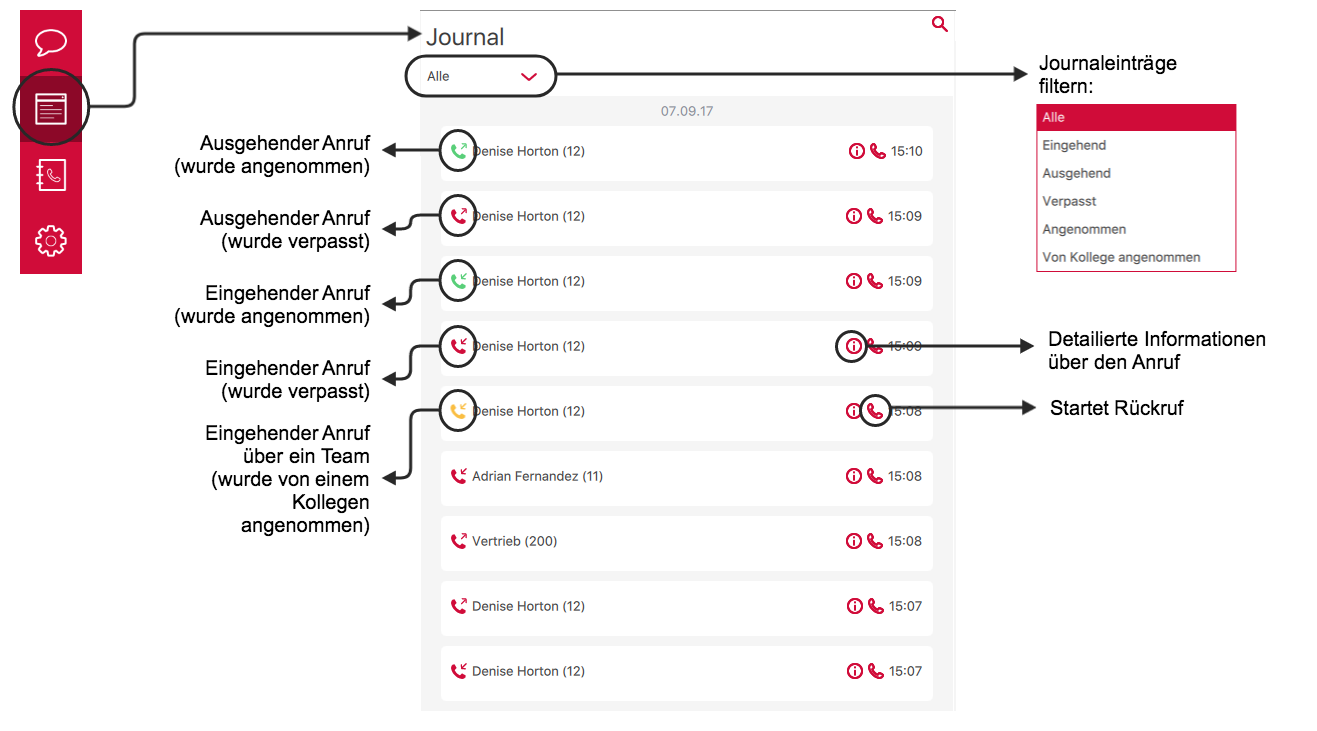 Journal
Alle
07.09.17
Denise Horton (12)
15:10
Denise Horton (12)
15:09
Denise Horton (12)
15:09
Denise Horton (12)
15:09
Denise Horton (12)
15:08
Adrian Fernandez (11)
15:08
Vertrieb (200)
15:08
Denise Horton (12)
15:07
Denise Horton (12)
15:07
Ausgehender Anruf
(wurde angenommen)
Ausgehender Anruf
(wurde verpasst)
Eingehender Anruf
(wurde angenommen)
Eingehender Anruf
(wurde verpasst)
Eingehender Anruf
über ein Team
(wurde von einem
Kollegen
angenommen)
Journaleinträge
filtern:
Alle
Eingehend
Ausgehend
Verpasst
Angenommen
Von Kollege angenommen
Detailierte Informationen
über den Anruf
Startet Rückruf